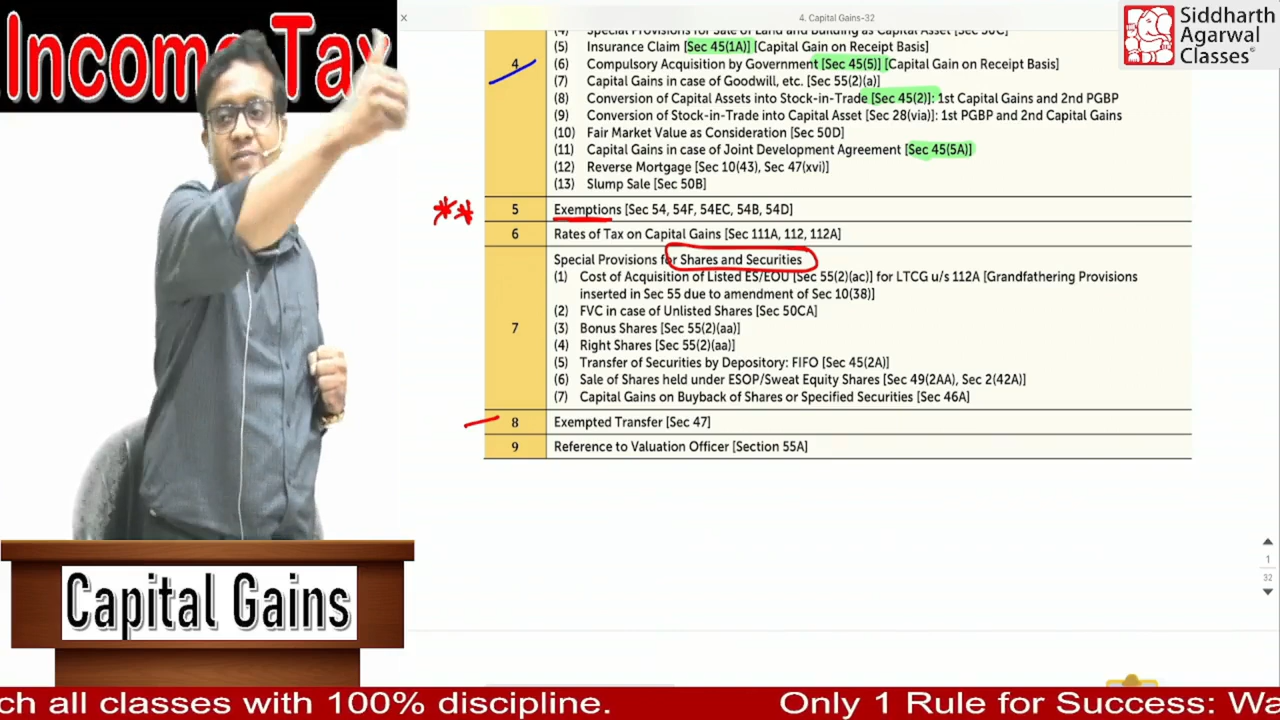 Income Tax
×
4. Capital Gains-32
Siddharth
Agarwal
Classes
(4) Special Provisions for Sale of Land and Building as Capital Asset [Sec 50C]
(5) Insurance Claim [Sec 45(1A)] [Capital Gain on Receipt Basis]
4
(6) Compulsory Acquisition by Government [Sec 45(5)] [Capital Gain on Receipt Basis]
(7) Capital Gains in case of Goodwill, etc. [Sec 55(2)(a)]
(8) Conversion of Capital Assets into Stock-in-Trade [Sec 45(2)]: 1st Capital Gains and 2nd PGBP
(9) Conversion of Stock-in-Trade into Capital Asset [Sec 28(via)]: 1st PGBP and 2nd Capital Gains
(10) Fair Market Value as Consideration [Sec 50D]
(11) Capital Gains in case of Joint Development Agreement [Sec 45(5A)]
(12) Reverse Mortgage [Sec 10(43), Sec 47(xvi)]
(13) Slump Sale [Sec 50B]
5 Exemptions [Sec 54, 54F, 54EC, 54B, 54D]
6 Rates of Tax on Capital Gains [Sec 111A, 112, 112A]
Special Provisions for Shares and Securities
(1) Cost of Acquisition of Listed ES/EOU [Sec 55(2)(ac)] for LTCG u/s 112A [Grandfathering Provisions
inserted in Sec 55 due to amendment of Sec 10(38)]
(2) FVC in case of Unlisted Shares [Sec 50CA]
7
(3) Bonus Shares [Sec 55(2)(aa)]
(4) Right Shares [Sec 55(2)(aa)]
(5) Transfer of Securities by Depository: FIFO [Sec 45(2A)]
(6) Sale of Shares held under ESOP/Sweat Equity Shares [Sec 49(2AA), Sec 2(42A)]
(7) Capital Gains on Buyback of Shares or Specified Securities [Sec 46A]
8 Exempted Transfer [Sec 47]
9 Reference to Valuation Officer [Section 55A]
1
32
Capital Gains
ch all classes with 100% discipline. Only 1 Rule for Success: Wa